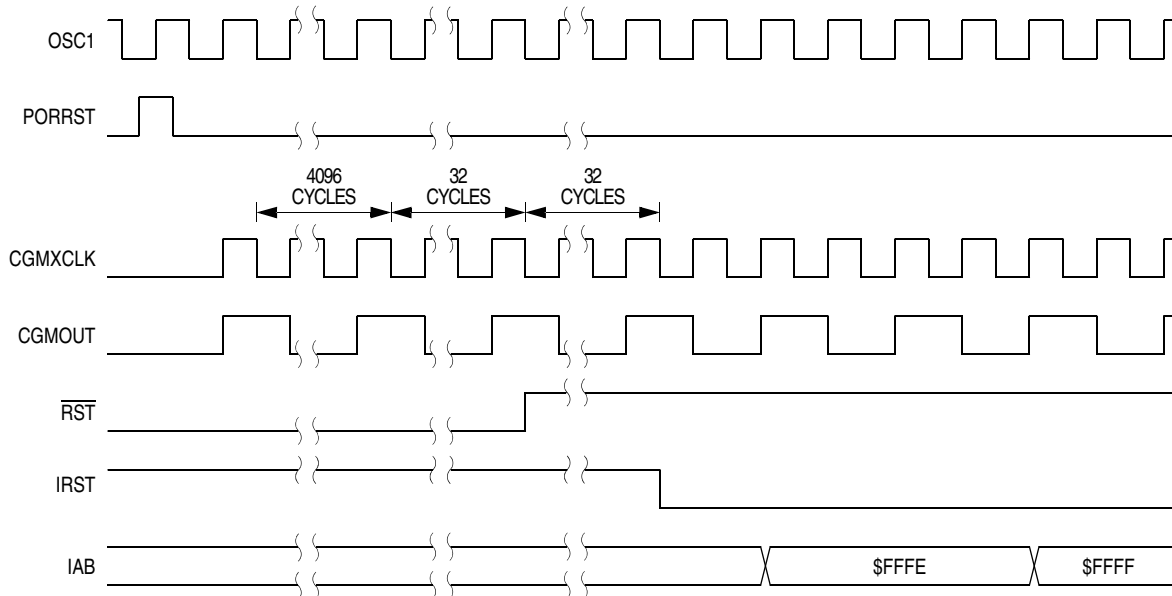 OSC1
PORRST
4096
CYCLES
32
CYCLES
32
CYCLES
CGMXCLK
CGMOUT
RST
IRST
IAB
$FFFE
$FFFF